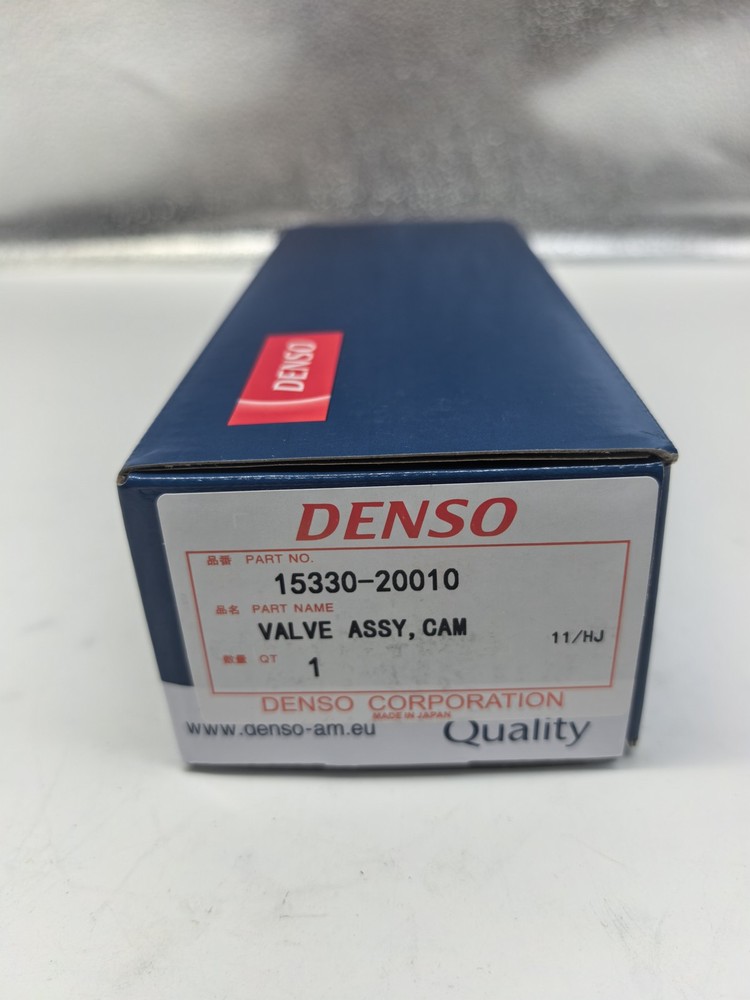 DENSO
DENSO
品番 PART NO.
15330-20010
品名 PART NAME
VALVE ASSY, CAM
11/HJ
数量 QT
1
DENSO CORPORATION
MADE IN JAPAN
www.denso-am.eu
Quality